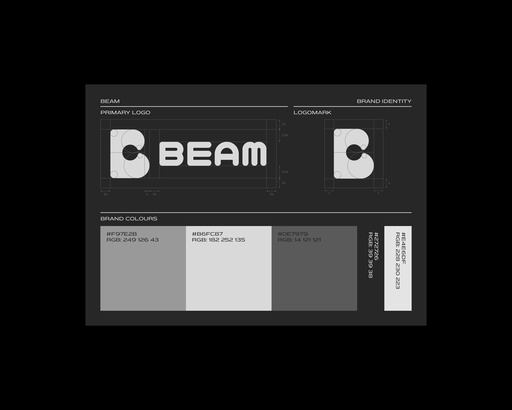 BEAM
BRAND IDENTITY
PRIMARY LOGO
LOGOMARK
BEAM
BRAND COLOURS
#F97E2B
RGB: 249 126 43
#B6FC87
RGB: 182 252 135
#0E7979
RGB: 14 121 121
#272726
RGB: 39 39 38
#E4E6DF
RGB: 228 230 223